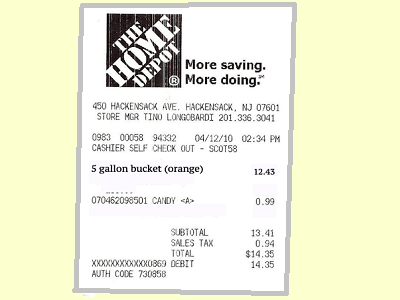 THE
HOME
DEPOT®
More saving.
More doing.℠
450 HACKENSACK AVE. HACKENSACK, NJ 07601
STORE MGR TINO LONGOBARDI 201.336.3041
0983 00058 94332 04/12/10 02:34 PM
CASHIER SELF CHECK OUT - SCOT58
5 gallon bucket (orange) 12.43
070462098501 CANDY <A> 0.99
SUBTOTAL 13.41
SALES TAX 0.94
TOTAL $14.35
XXXXXXXXXXXX0869 DEBIT 14.35
AUTH CODE 730858